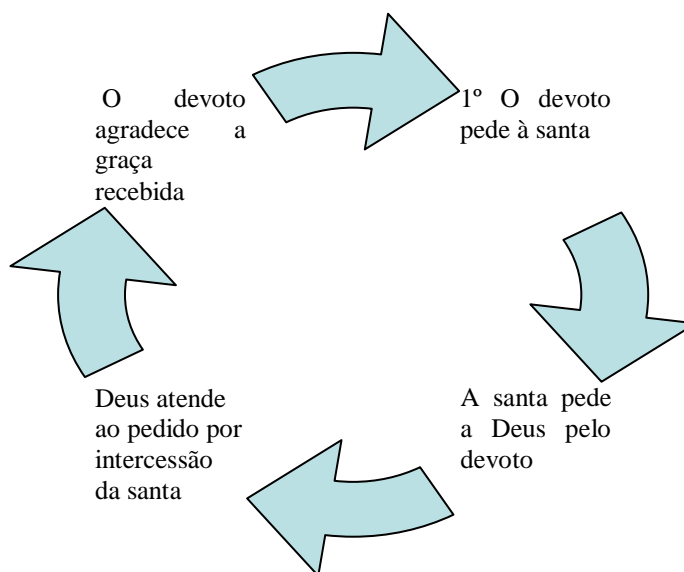 1º O devoto
pede à santa
A santa pede
a Deus pelo
devoto
Deus atende
ao pedido por
intercessão
da santa
O devoto
agradece a
graça
recebida